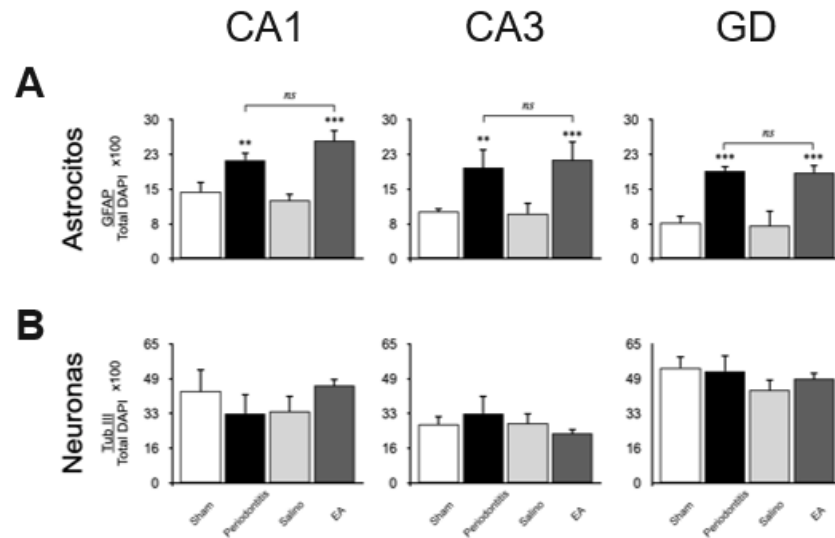 CA1 CA3 GD
A
Astrocitos
GFAP x100
Total DAPI
30
23
15
8
0
** ns ***
30
23
15
8
0
** ns ***
30
23
15
8
0
*** ns ***
B
Neuronas
Tub III x100
Total DAPI
65
49
33
16
0
65
49
33
16
0
65
49
33
16
0
Sham Periodontitis Salino EA
Sham Periodontitis Salino EA
Sham Periodontitis Salino EA